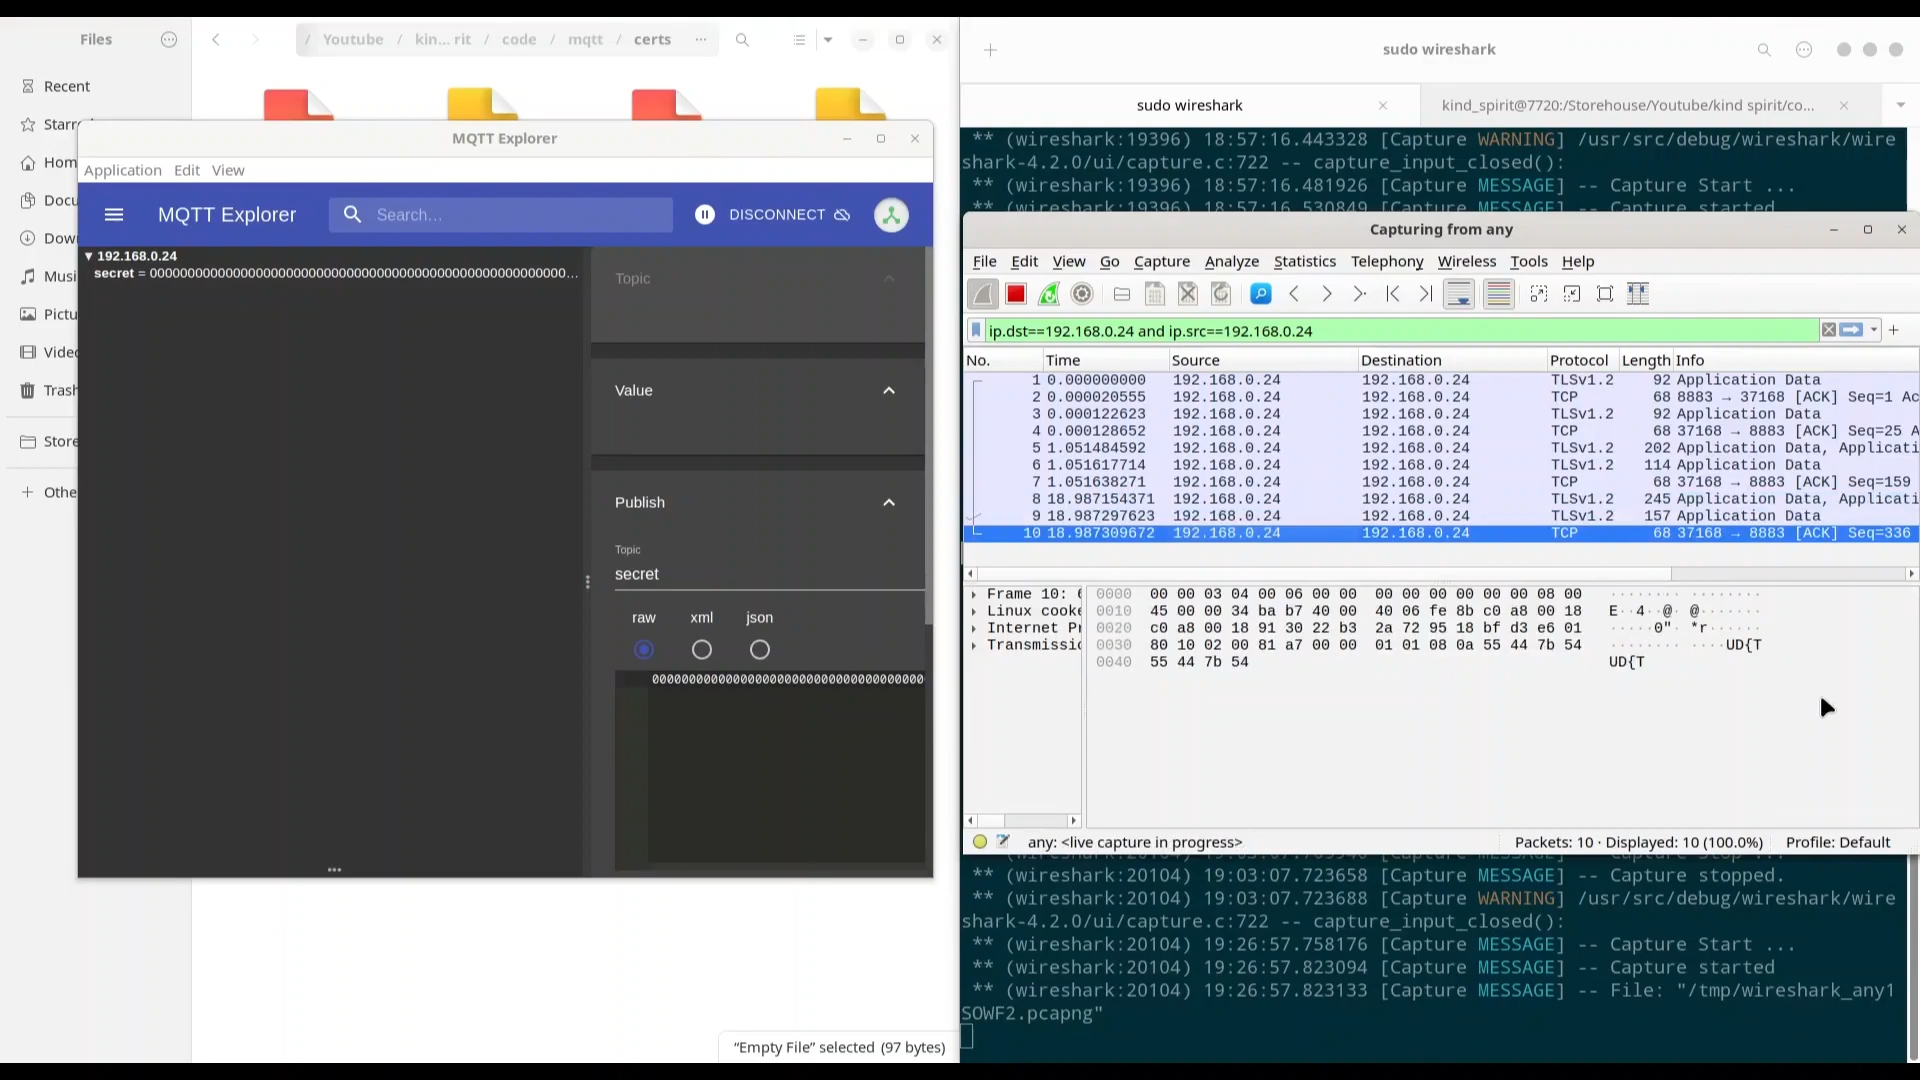 Files
/ Youtube / kin... rit / code / mqtt / certs
Recent
Starr
Home
Docu
Dow
Musi
Pictu
Video
Trash
Store
Othe
MQTT Explorer
Application Edit View
MQTT Explorer
Search...
DISCONNECT
192.168.0.24
secret =
Topic
Value
Publish
Topic
secret
raw xml json
"Empty File" selected (97 bytes)
sudo wireshark
sudo wireshark
kind_spirit@7720:/Storehouse/Youtube/kind spirit/co...
** (wireshark:19396) 18:57:16.443328 [Capture WARNING] /usr/src/debug/wireshark/wire
shark-4.2.0/ui/capture.c:722 -- capture_input_closed():
** (wireshark:19396) 18:57:16.481926 [Capture MESSAGE] -- Capture Start ...
** (wireshark:19396) 18:57:16.530849 [Capture MESSAGE] -- Capture started
Capturing from any
File Edit View Go Capture Analyze Statistics Telephony Wireless Tools Help
ip.dst==192.168.0.24 and ip.src==192.168.0.24
No. Time Source Destination Protocol Length Info
1 0.000000000 192.168.0.24 192.168.0.24 TLSv1.2 92 Application Data
2 0.000020555 192.168.0.24 192.168.0.24 TCP 68 8883 → 37168 [ACK] Seq=1 Ac
3 0.000122623 192.168.0.24 192.168.0.24 TLSv1.2 92 Application Data
4 0.000128652 192.168.0.24 192.168.0.24 TCP 68 37168 → 8883 [ACK] Seq=25 A
5 1.051484592 192.168.0.24 192.168.0.24 TLSv1.2 202 Application Data, Applicati
6 1.051617714 192.168.0.24 192.168.0.24 TLSv1.2 114 Application Data
7 1.051638271 192.168.0.24 192.168.0.24 TCP 68 37168 → 8883 [ACK] Seq=159
8 18.987154371 192.168.0.24 192.168.0.24 TLSv1.2 245 Application Data, Applicati
9 18.987297623 192.168.0.24 192.168.0.24 TLSv1.2 157 Application Data
10 18.987309672 192.168.0.24 192.168.0.24 TCP 68 37168 → 8883 [ACK] Seq=336
Frame 10: 6
Linux cooke
Internet Pr
Transmissic
0000 00 00 03 04 00 06 00 00 00 00 00 00 00 00 08 00 ········ ········
0010 45 00 00 34 ba b7 40 00 40 06 fe 8b c0 a8 00 18 E··4··@· @·······
0020 c0 a8 00 18 91 30 22 b3 2a 72 95 18 bf d3 e6 01 ·····0"· *r······
0030 80 10 02 00 81 a7 00 00 01 01 08 0a 55 44 7b 54 ········ ····UD{T
0040 55 44 7b 54 UD{T
any: <live capture in progress>
Packets: 10 · Displayed: 10 (100.0%)
Profile: Default
** (wireshark:20104) 19:03:07.723658 [Capture MESSAGE] -- Capture stopped.
** (wireshark:20104) 19:03:07.723688 [Capture WARNING] /usr/src/debug/wireshark/wire
shark-4.2.0/ui/capture.c:722 -- capture_input_closed():
** (wireshark:20104) 19:26:57.758176 [Capture MESSAGE] -- Capture Start ...
** (wireshark:20104) 19:26:57.823094 [Capture MESSAGE] -- Capture started
** (wireshark:20104) 19:26:57.823133 [Capture MESSAGE] -- File: "/tmp/wireshark_any1
SOWF2.pcapng"